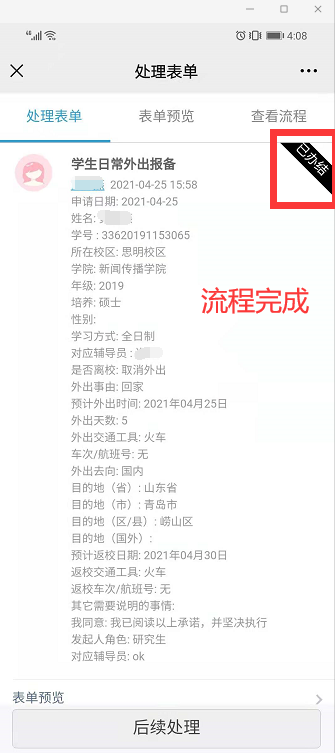 4:08
处理表单
处理表单
表单预览
查看流程
已办结
学生日常外出报备
2021-04-25 15:58
申请日期: 2021-04-25
姓名:
学号 : 33620191153065
所在校区: 思明校区
学院: 新闻传播学院
年级: 2019
培养: 硕士
性别:
流程完成
学习方式: 全日制
对应辅导员 :
是否离校: 取消外出
外出事由: 回家
预计外出时间: 2021年04月25日
外出天数: 5
外出交通工具: 火车
车次/航班号: 无
外出去向: 国内
目的地（省）: 山东省
目的地（市）: 青岛市
目的地（区/县）: 崂山区
目的地（国外）:
预计返校日期: 2021年04月30日
返校交通工具: 火车
返校车次/航班号: 无
其它需要说明的事情:
我同意: 我已阅读以上承诺，并坚决执行
发起人角色: 研究生
对应辅导员: ok
表单预览
后续处理